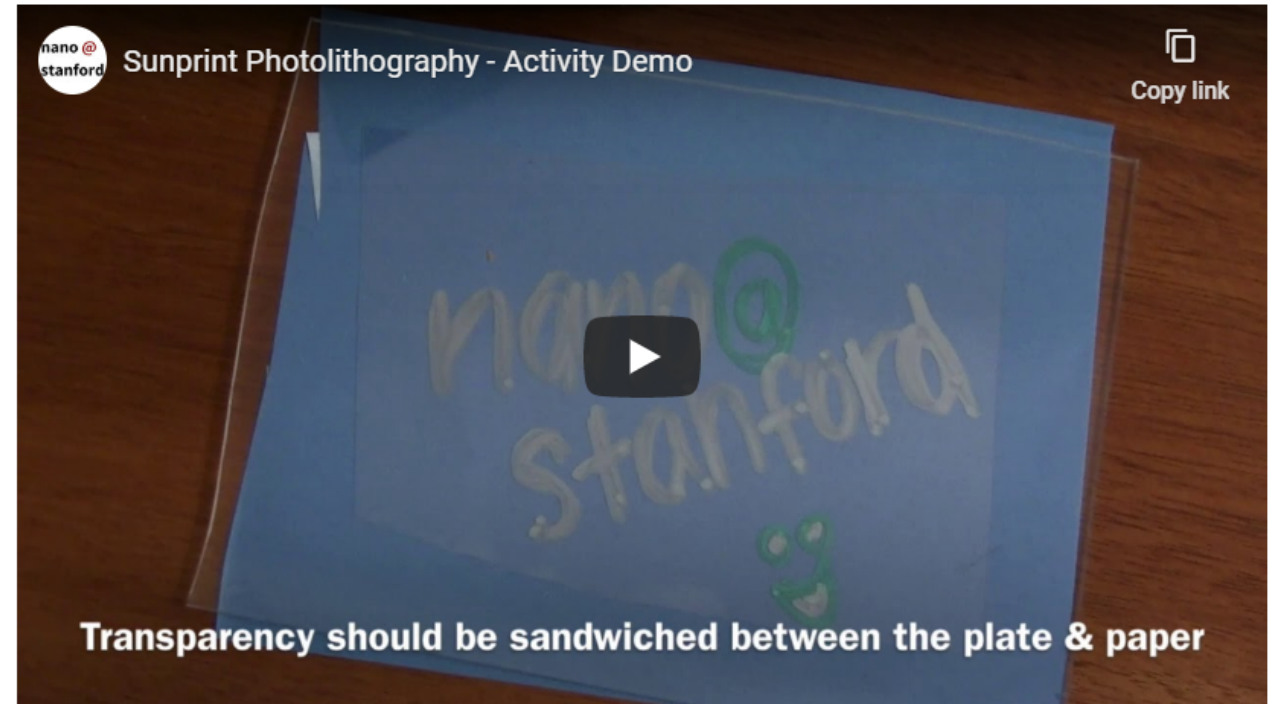 nano @
stanford
Sunprint Photolithography - Activity Demo
Copy link
nano@
stanford
Transparency should be sandwiched between the plate & paper